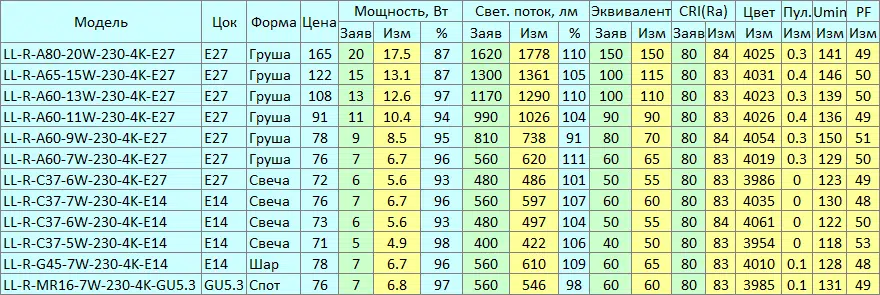 Модель Цок Форма Цена Мощность, Вт Свет. поток, лм Эквивалент CRI(Ra) Цвет Пул. Umin PF
Заяв Изм % Заяв Изм % Заяв Изм Заяв Изм Изм Изм Изм Изм
LL-R-A80-20W-230-4K-E27 E27 Груша 165 20 17.5 87 1620 1778 110 150 150 80 84 4025 0.3 141 49
LL-R-A65-15W-230-4K-E27 E27 Груша 122 15 13.1 87 1300 1361 105 100 115 80 83 4031 0.4 146 50
LL-R-A60-13W-230-4K-E27 E27 Груша 108 13 12.6 97 1170 1290 110 100 110 80 83 4023 0.3 139 50
LL-R-A60-11W-230-4K-E27 E27 Груша 91 11 10.4 94 990 1026 104 90 90 80 83 4026 0.4 136 49
LL-R-A60-9W-230-4K-E27 E27 Груша 78 9 8.5 95 810 738 91 80 70 80 84 4054 0.3 150 51
LL-R-A60-7W-230-4K-E27 E27 Груша 76 7 6.7 96 560 620 111 60 65 80 83 4019 0.3 129 50
LL-R-C37-6W-230-4K-E27 E27 Свеча 72 6 5.6 93 480 486 101 50 55 80 83 3986 0 123 49
LL-R-C37-7W-230-4K-E14 E14 Свеча 76 7 6.7 96 560 597 107 60 60 80 83 4035 0 130 48
LL-R-C37-6W-230-4K-E14 E14 Свеча 73 6 5.6 93 480 497 104 50 55 80 84 4061 0 122 50
LL-R-C37-5W-230-4K-E14 E14 Свеча 71 5 4.9 98 400 422 106 40 50 80 83 3954 0 118 53
LL-R-G45-7W-230-4K-E14 E14 Шар 78 7 6.7 96 560 610 109 60 65 80 83 4010 0.1 128 48
LL-R-MR16-7W-230-4K-GU5.3 GU5.3 Спот 76 7 6.8 97 560 546 98 60 60 80 83 3985 0.1 131 49